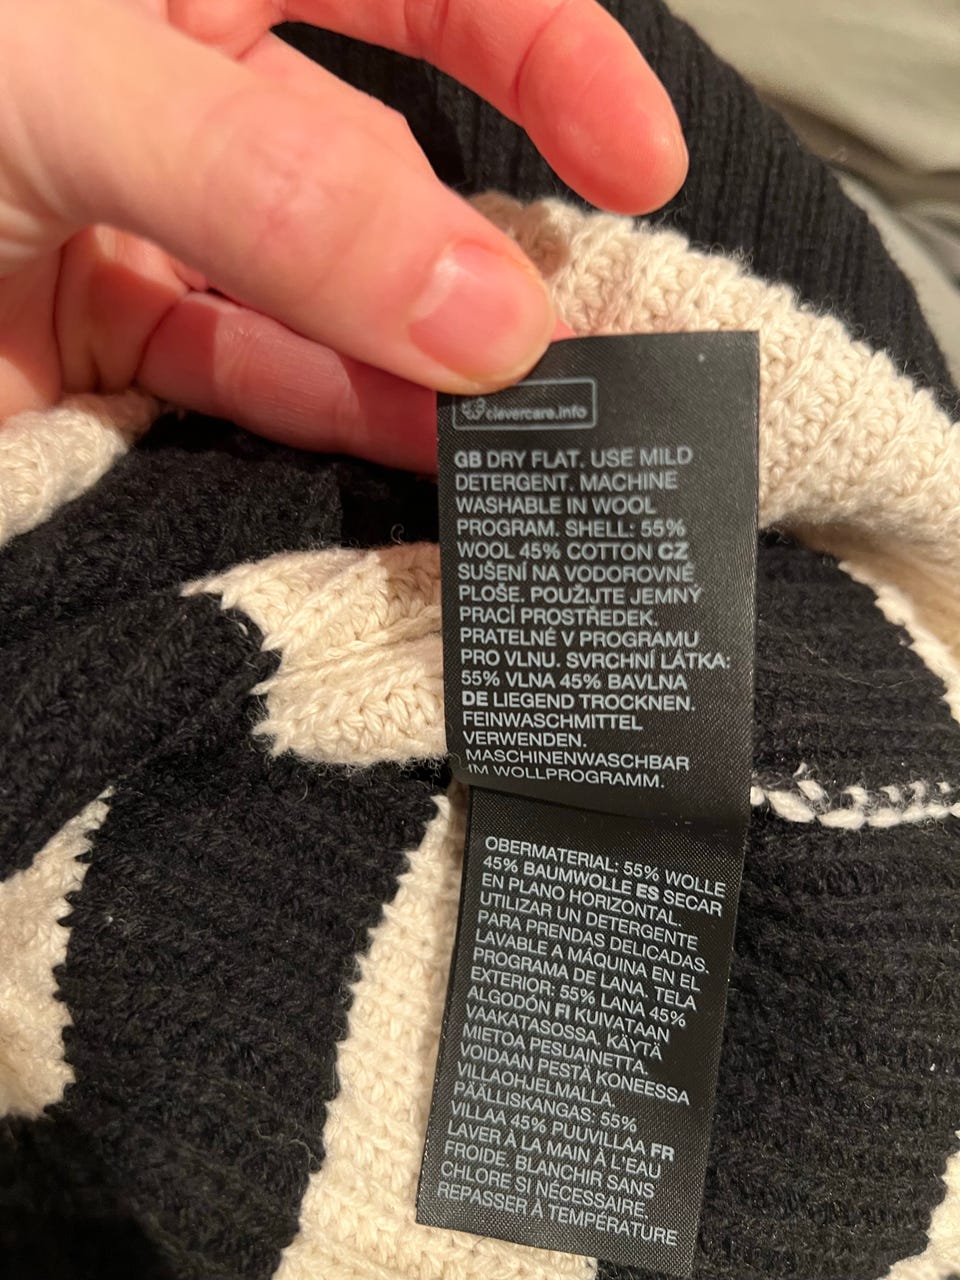 clevercare.info
GB DRY FLAT. USE MILD
DETERGENT. MACHINE
WASHABLE IN WOOL
PROGRAM. SHELL: 55%
WOOL 45% COTTON CZ
SUŠENÍ NA VODOROVNÉ
PLOŠE. POUŽIJTE JEMNÝ
PRACÍ PROSTŘEDEK.
PRATELNÉ V PROGRAMU
PRO VLNU. SVRCHNÍ LÁTKA:
55% VLNA 45% BAVLNA
DE LIEGEND TROCKNEN.
FEINWASCHMITTEL
VERWENDEN.
MASCHINENWASCHBAR
IM WOLLPROGRAMM.
OBERMATERIAL: 55% WOLLE
45% BAUMWOLLE ES SECAR
EN PLANO HORIZONTAL.
UTILIZAR UN DETERGENTE
PARA PRENDAS DELICADAS.
LAVABLE A MÁQUINA EN EL
PROGRAMA DE LANA. TELA
EXTERIOR: 55% LANA 45%
ALGODÓN FI KUIVATAAN
VAAKATASOSSA. KÄYTÄ
MIETOA PESUAINETTA.
VOIDAAN PESTÄ KONEESSA
VILLAOHJELMALLA.
PÄÄLLISKANGAS: 55%
VILLAA 45% PUUVILLAA FR
LAVER À LA MAIN À L'EAU
FROIDE. BLANCHIR SANS
CHLORE SI NÉCESSAIRE.
REPASSER À TEMPÉRATURE